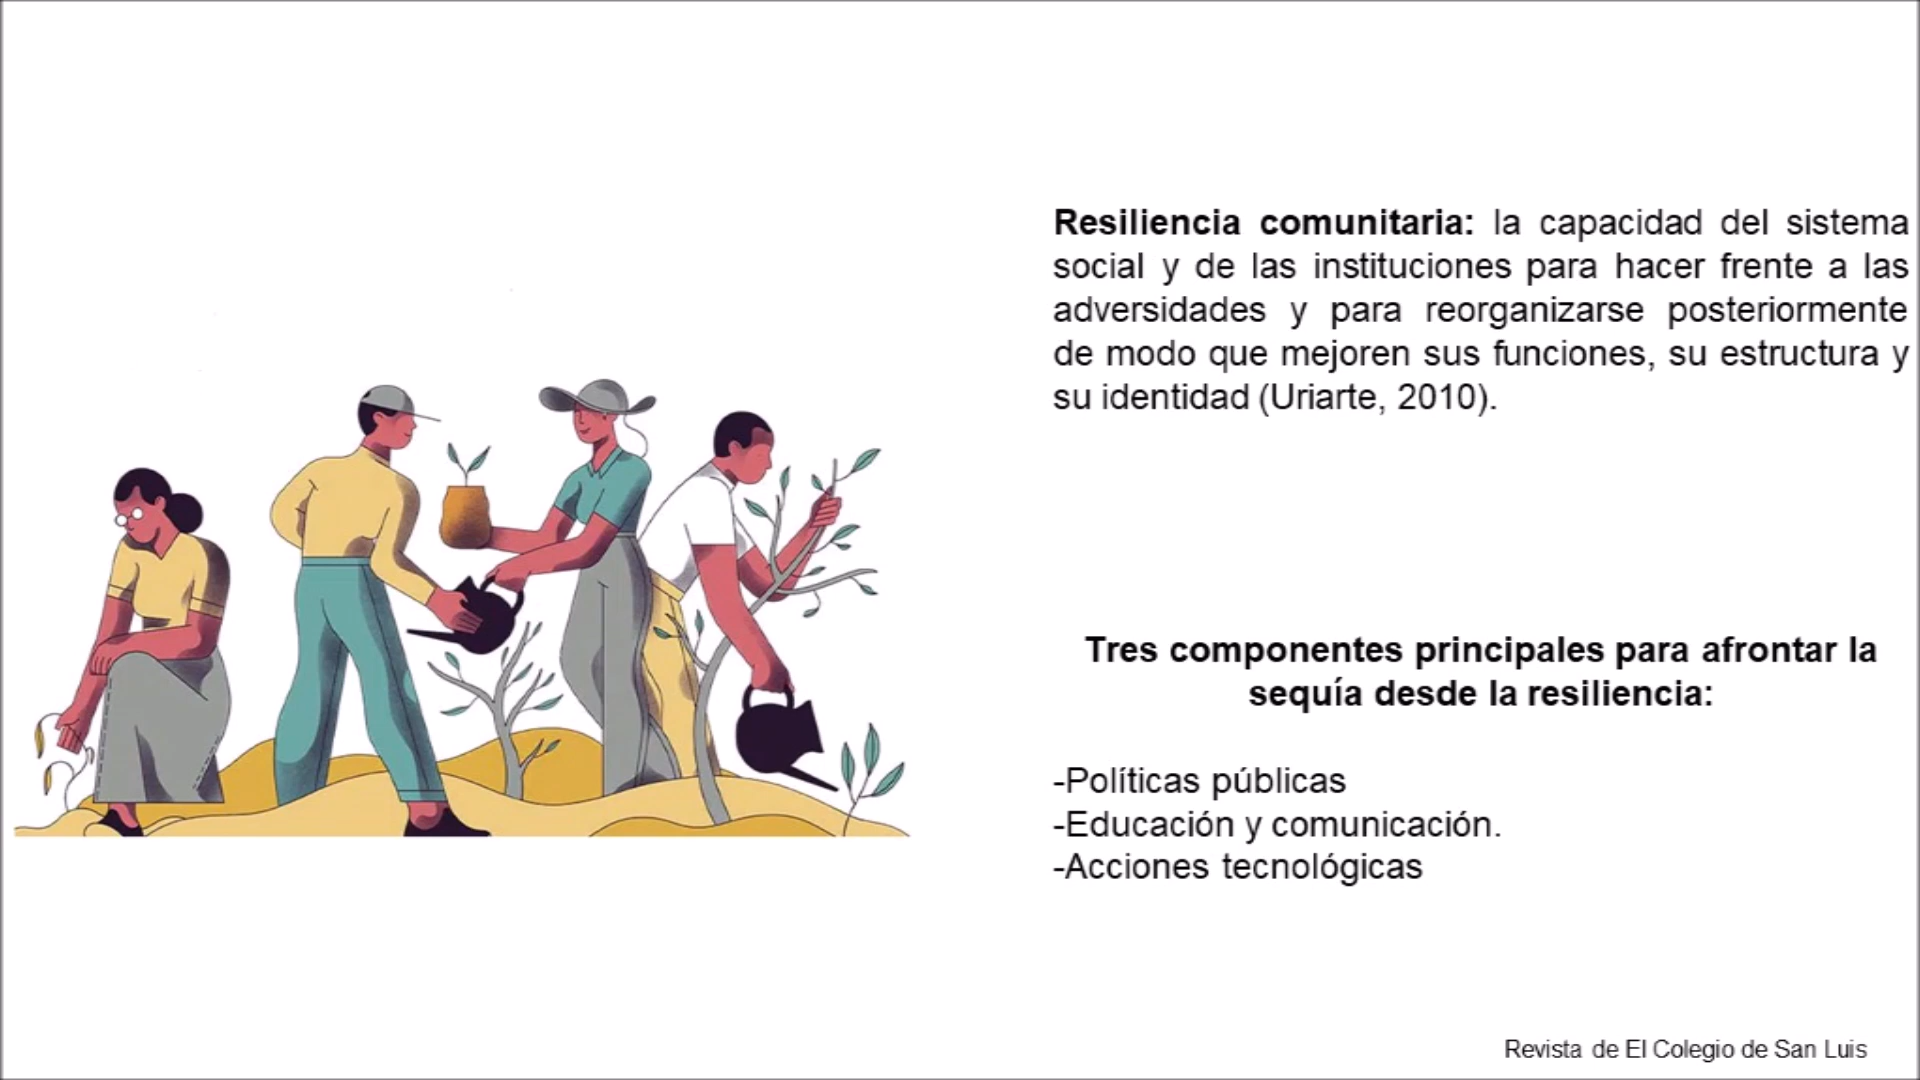 Resiliencia comunitaria: la capacidad del sistema
social y de las instituciones para hacer frente a las
adversidades y para reorganizarse posteriormente
de modo que mejoren sus funciones, su estructura y
su identidad (Uriarte, 2010).
Tres componentes principales para afrontar la
sequía desde la resiliencia:
-Políticas públicas
-Educación y comunicación.
-Acciones tecnológicas
Revista de El Colegio de San Luis